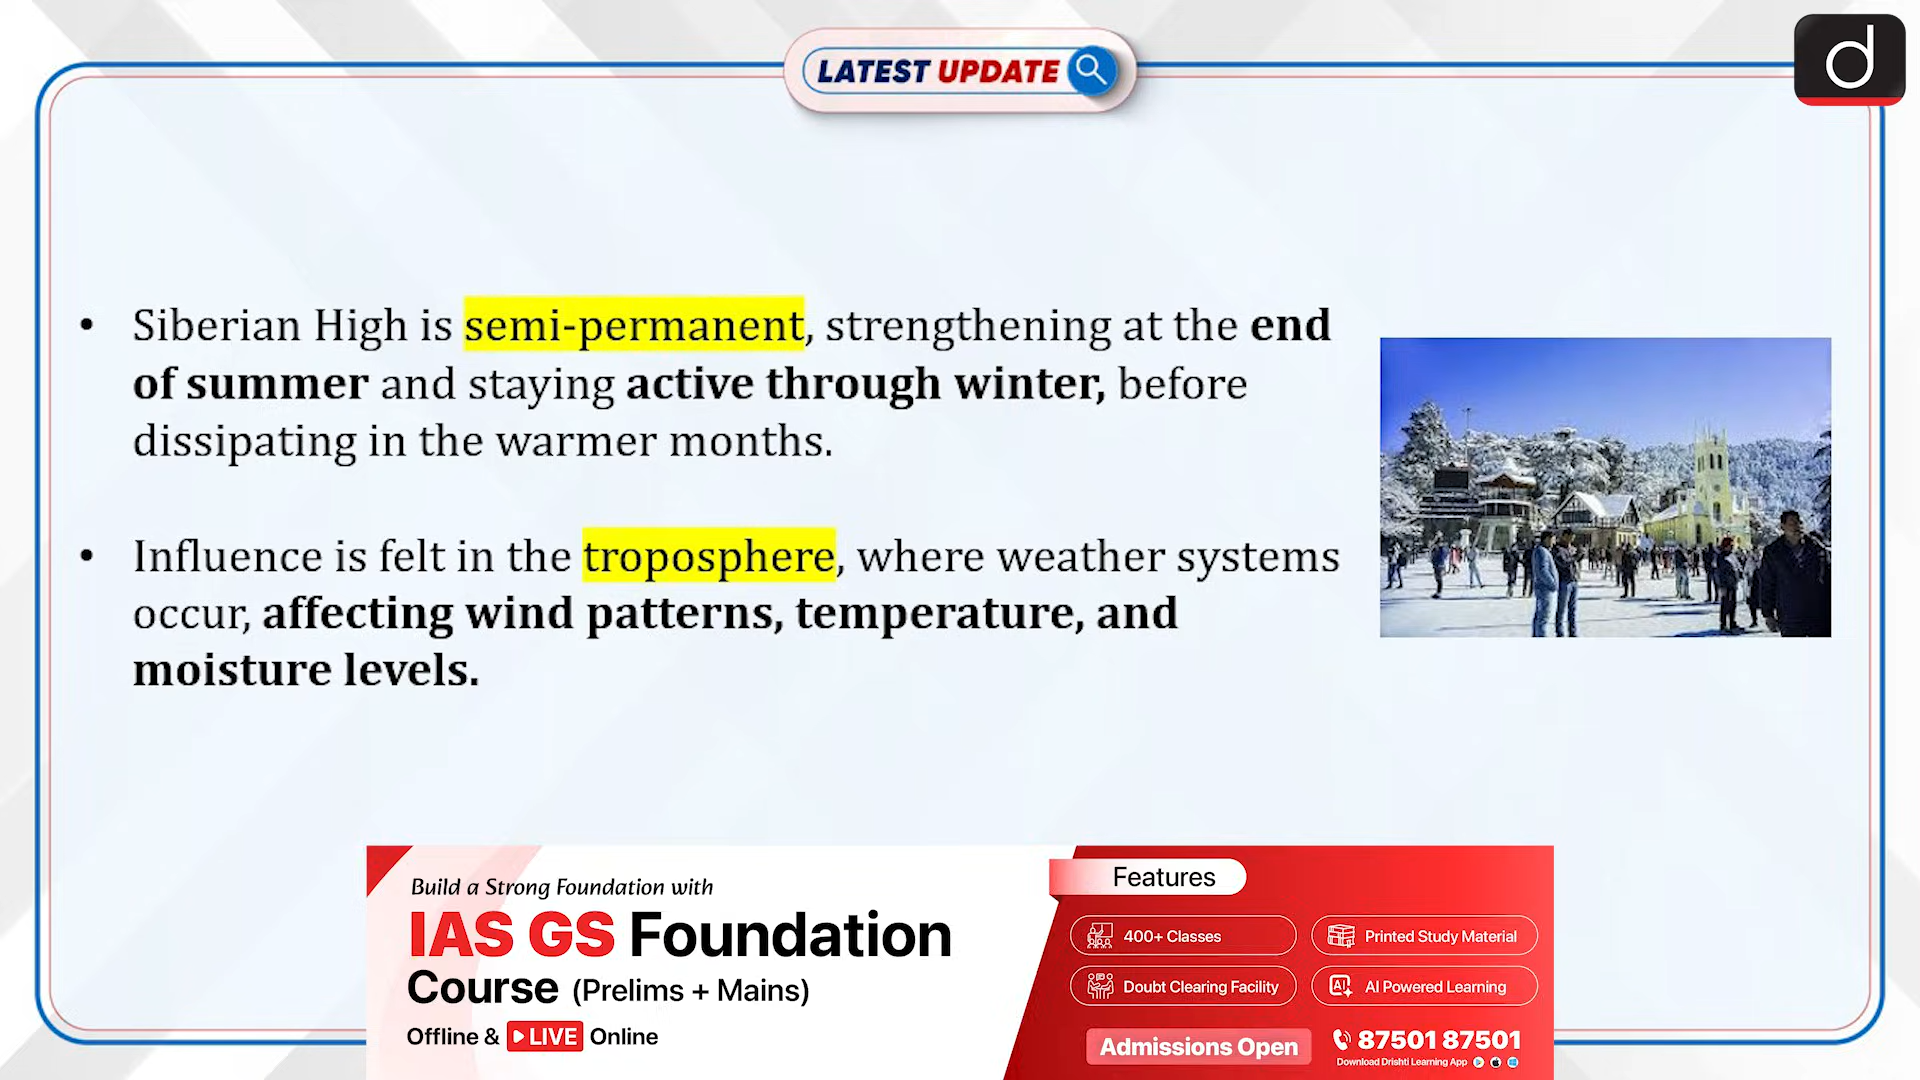 LATEST UPDATE
d
• Siberian High is semi-permanent, strengthening at the end
of summer and staying active through winter, before
dissipating in the warmer months.
• Influence is felt in the troposphere, where weather systems
occur, affecting wind patterns, temperature, and
moisture levels.
Build a Strong Foundation with
IAS GS Foundation
Course (Prelims + Mains)
Offline & LIVE Online
Features
400+ Classes
Printed Study Material
Doubt Clearing Facility
AI Powered Learning
Admissions Open
87501 87501
Download Drishti Learning App